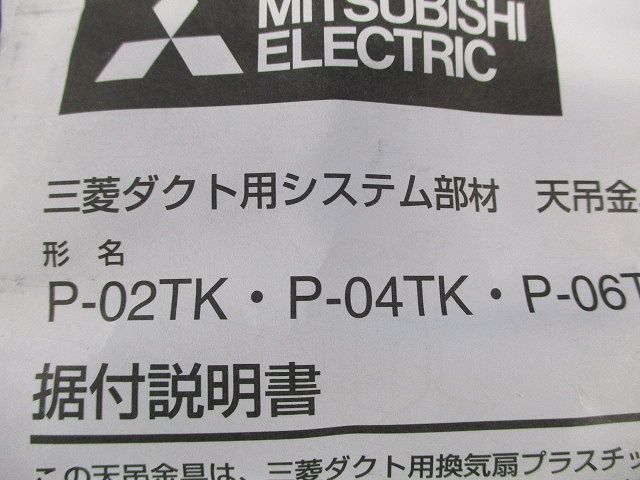 MITSUBISHI
ELECTRIC
三菱ダクト用システム部材 天吊金
形名
P-02TK・P-04TK・P-06T
据付説明書
この天吊金具は、三菱ダクト用換気扇プラスチッ